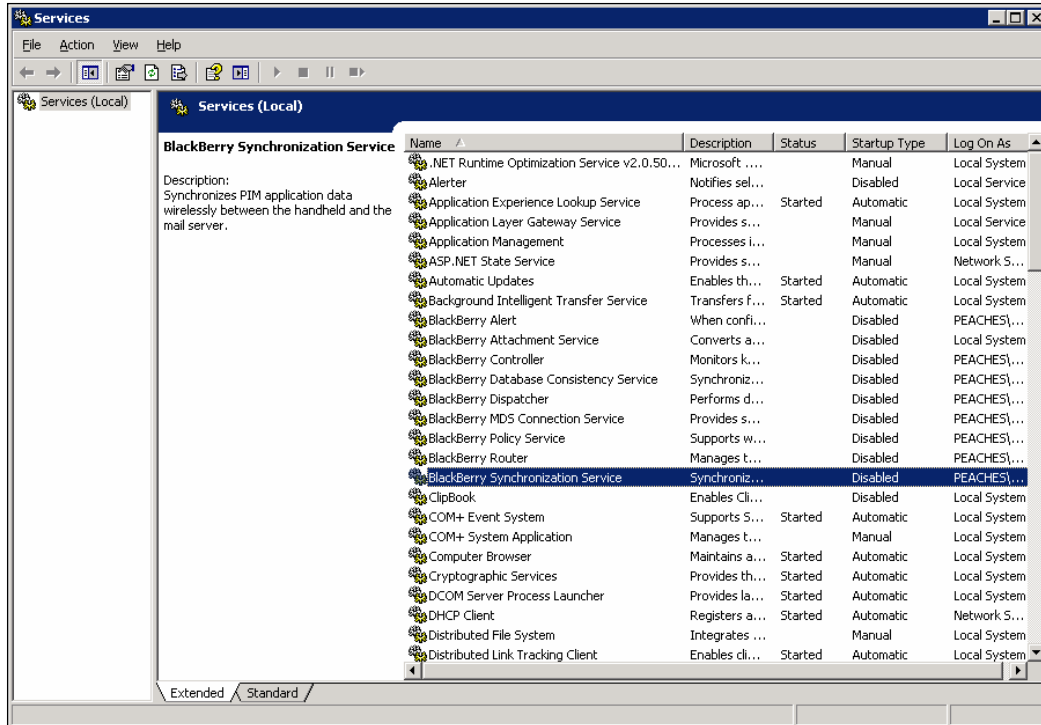 Services
File Action View Help
Services (Local)
Services (Local)
BlackBerry Synchronization Service
Description:
Synchronizes PIM application data
wirelessly between the handheld and the
mail server.
Name Description Status Startup Type Log On As
.NET Runtime Optimization Service v2.0.50... Microsoft .... Manual Local System
Alerter Notifies sel... Disabled Local Service
Application Experience Lookup Service Process ap... Started Automatic Local System
Application Layer Gateway Service Provides s... Manual Local Service
Application Management Processes i... Manual Local System
ASP.NET State Service Provides s... Manual Network S...
Automatic Updates Enables th... Started Automatic Local System
Background Intelligent Transfer Service Transfers f... Started Automatic Local System
BlackBerry Alert When confi... Disabled PEACHES\...
BlackBerry Attachment Service Converts a... Disabled Local System
BlackBerry Controller Monitors k... Disabled PEACHES\...
BlackBerry Database Consistency Service Synchroniz... Disabled PEACHES\...
BlackBerry Dispatcher Performs d... Disabled PEACHES\...
BlackBerry MDS Connection Service Provides s... Disabled PEACHES\...
BlackBerry Policy Service Supports w... Disabled PEACHES\...
BlackBerry Router Manages t... Disabled PEACHES\...
BlackBerry Synchronization Service Synchroniz... Disabled PEACHES\...
ClipBook Enables Cli... Disabled Local System
COM+ Event System Supports S... Started Automatic Local System
COM+ System Application Manages t... Manual Local System
Computer Browser Maintains a... Started Automatic Local System
Cryptographic Services Provides th... Started Automatic Local System
DCOM Server Process Launcher Provides la... Started Automatic Local System
DHCP Client Registers a... Started Automatic Network S...
Distributed File System Integrates ... Manual Local System
Distributed Link Tracking Client Enables cli... Started Automatic Local System
Extended Standard